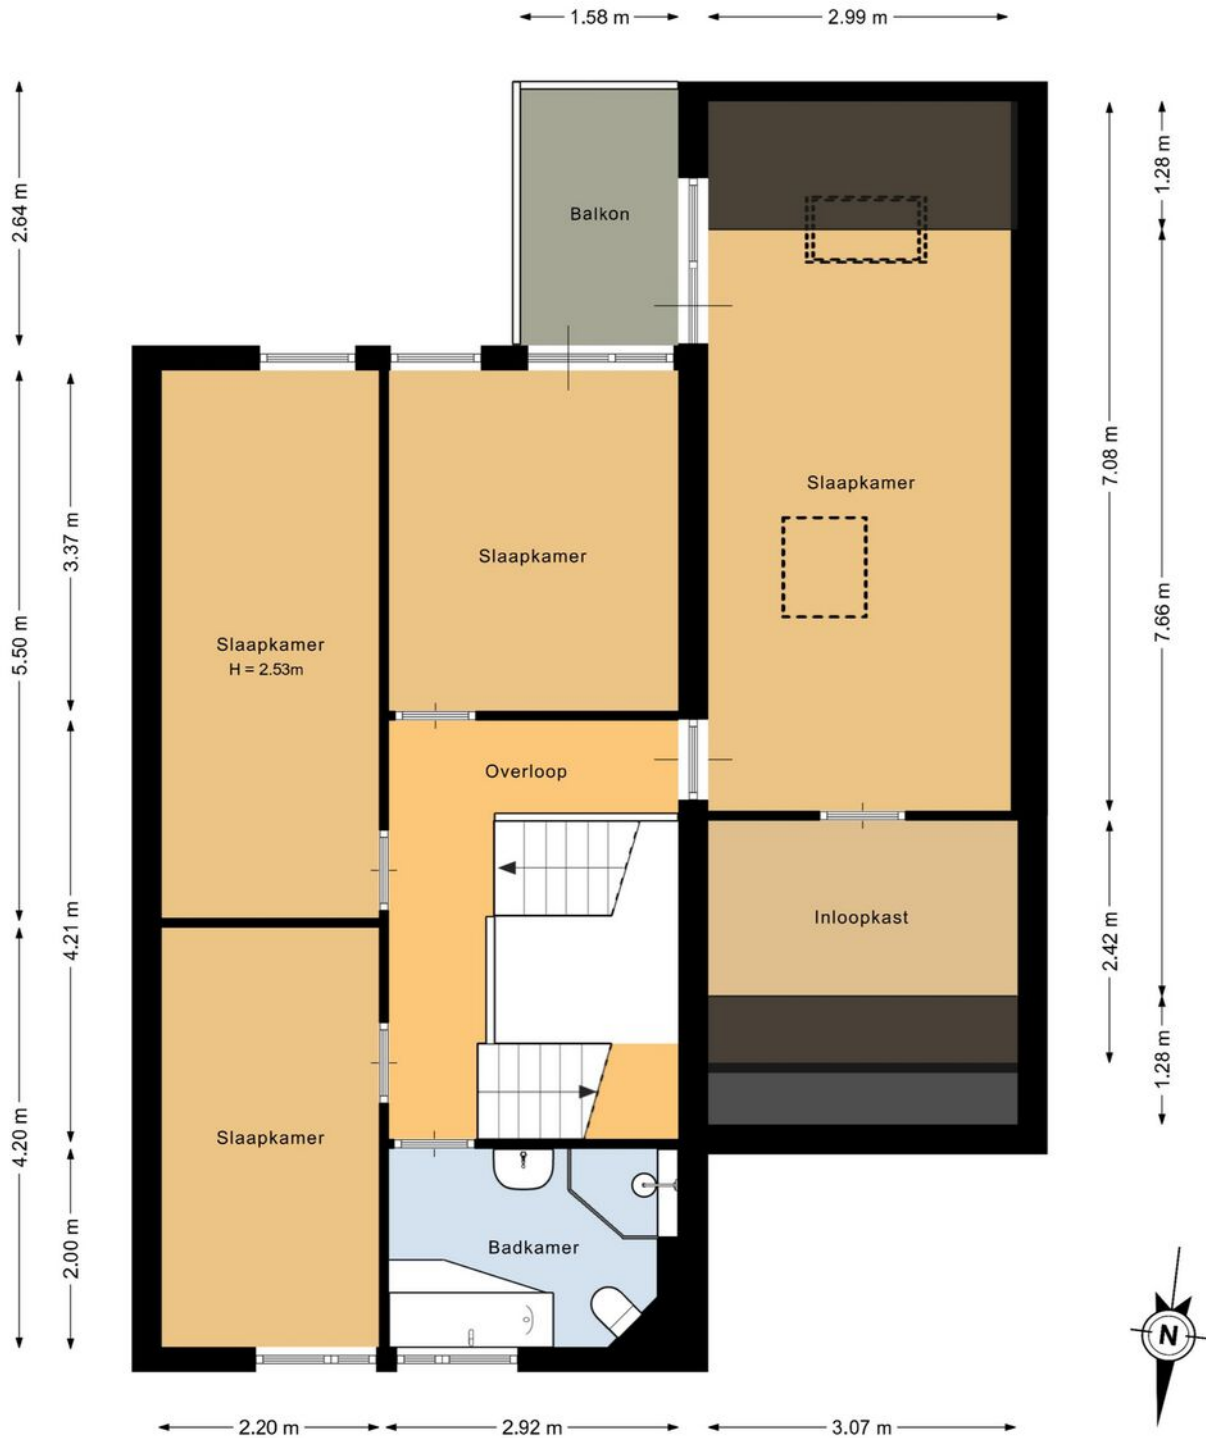 1.58 m
2.99 m
2.64 m
1.28 m
Balkon
7.08 m
3.37 m
Slaapkamer
Slaapkamer
5.50 m
Slaapkamer
H = 2.53m
7.66 m
Overloop
4.21 m
Inloopkast
2.42 m
1.28 m
4.20 m
Slaapkamer
2.00 m
Badkamer
N
2.20 m
2.92 m
3.07 m